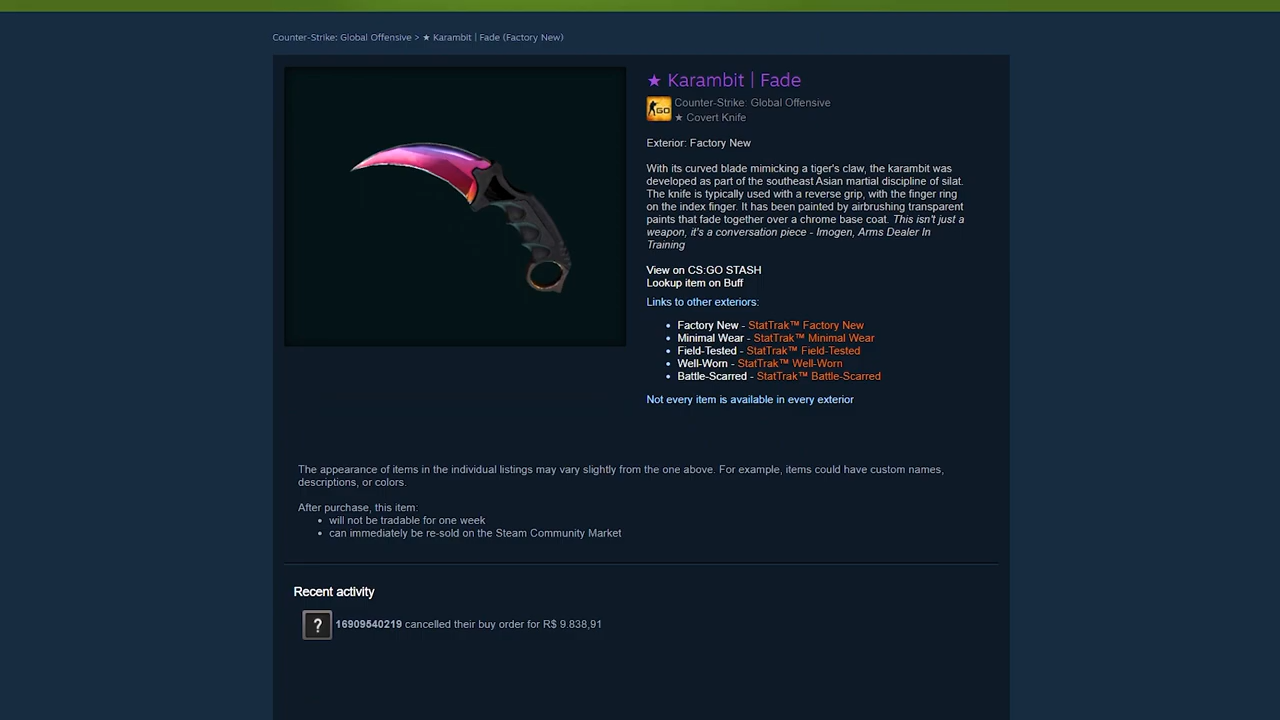 Counter-Strike: Global Offensive > ★ Karambit | Fade (Factory New)
★ Karambit | Fade
GO
Counter-Strike: Global Offensive
★ Covert Knife
Exterior: Factory New
With its curved blade mimicking a tiger's claw, the karambit was
developed as part of the southeast Asian martial discipline of silat.
The knife is typically used with a reverse grip, with the finger ring
on the index finger. It has been painted by airbrushing transparent
paints that fade together over a chrome base coat. This isn't just a
weapon, it's a conversation piece - Imogen, Arms Dealer In
Training
View on CS:GO STASH
Lookup item on Buff
Links to other exteriors:
• Factory New - StatTrak™ Factory New
• Minimal Wear - StatTrak™ Minimal Wear
• Field-Tested - StatTrak™ Field-Tested
• Well-Worn - StatTrak™ Well-Worn
• Battle-Scarred - StatTrak™ Battle-Scarred
Not every item is available in every exterior
The appearance of items in the individual listings may vary slightly from the one above. For example, items could have custom names,
descriptions, or colors.
After purchase, this item:
• will not be tradable for one week
• can immediately be re-sold on the Steam Community Market
Recent activity
? 16909540219 cancelled their buy order for R$ 9.838,91